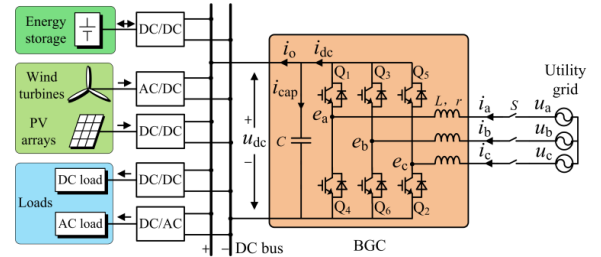 Energy
storage
DC/DC
Wind
turbines
AC/DC
PV
arrays
DC/DC
DC load
DC/DC
Loads
AC load
DC/AC
+
−
DC bus
+
u_dc
−
i_o
i_dc
i_cap
C
Q1
Q3
Q5
e_a
e_b
e_c
L, r
Q4
Q6
Q2
BGC
Utility
grid
i_a
S
u_a
i_b
u_b
i_c
u_c